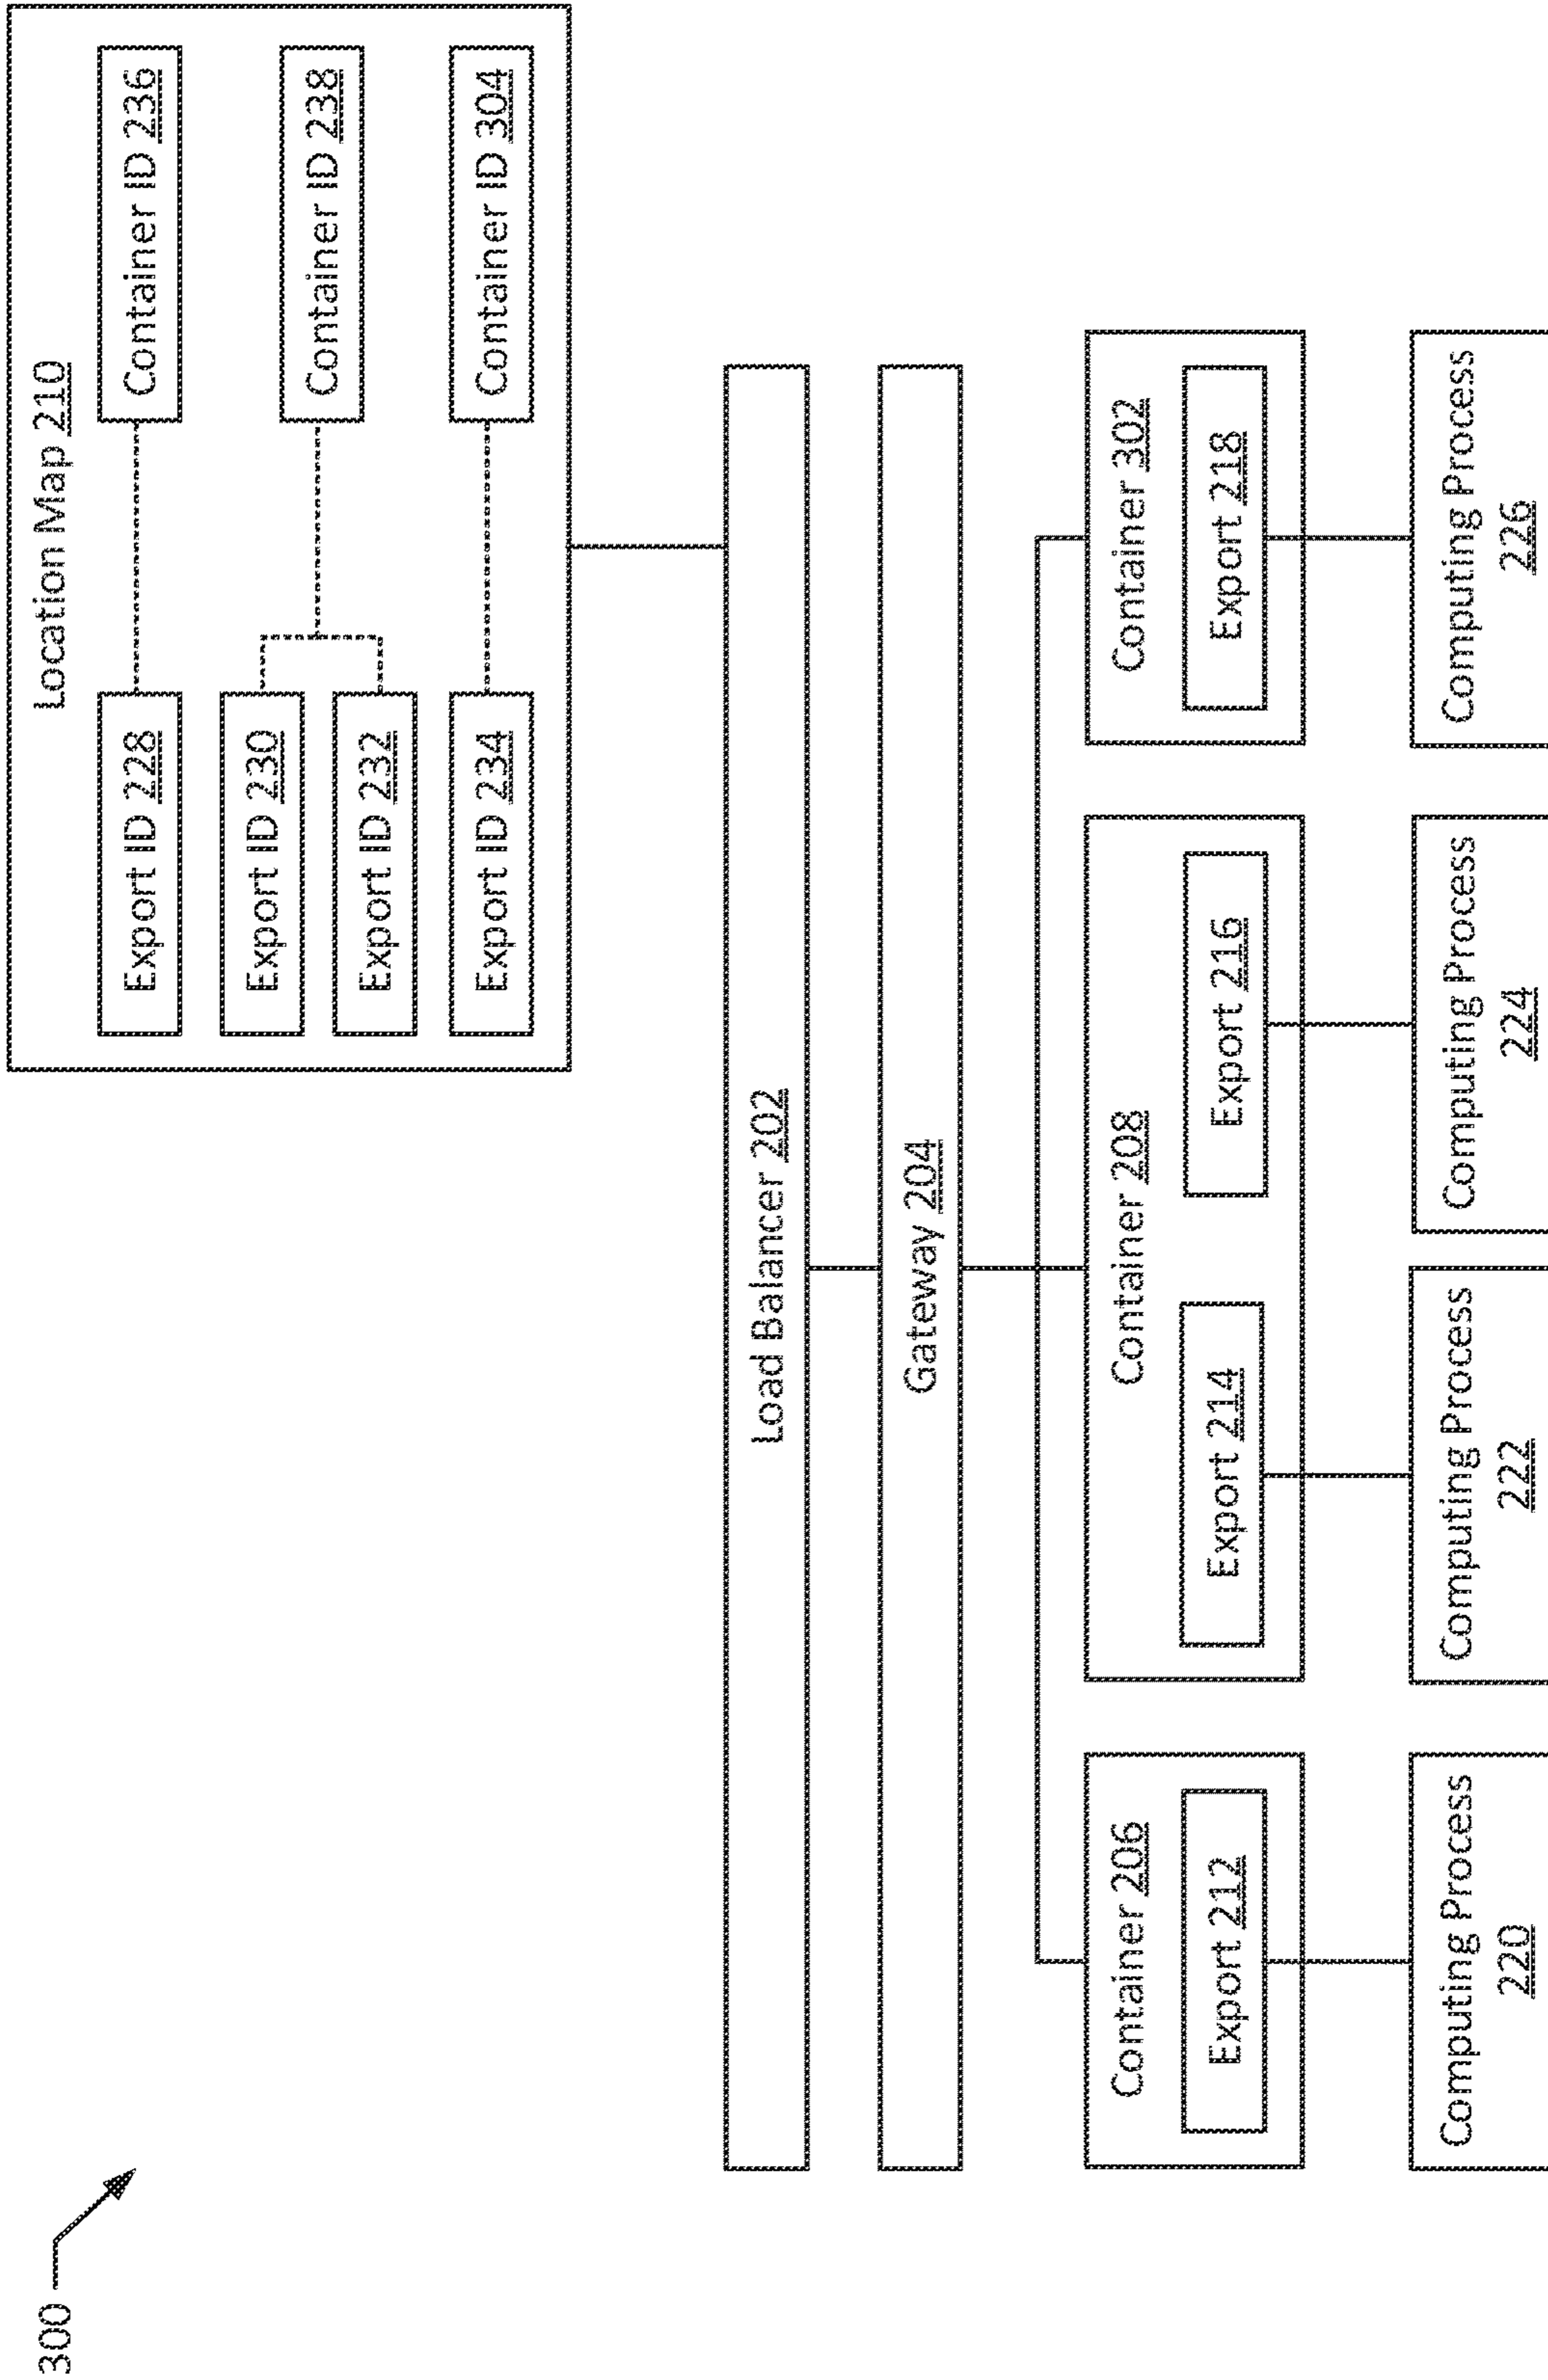 300
Location Map 210
Export ID 228
Container ID 236
Export ID 230
Container ID 238
Export ID 232
Export ID 234
Container ID 304
Load Balancer 202
Gateway 204
Container 206
Container 208
Container 302
Export 212
Export 214
Export 216
Export 218
Computing Process
220
Computing Process
222
Computing Process
224
Computing Process
226